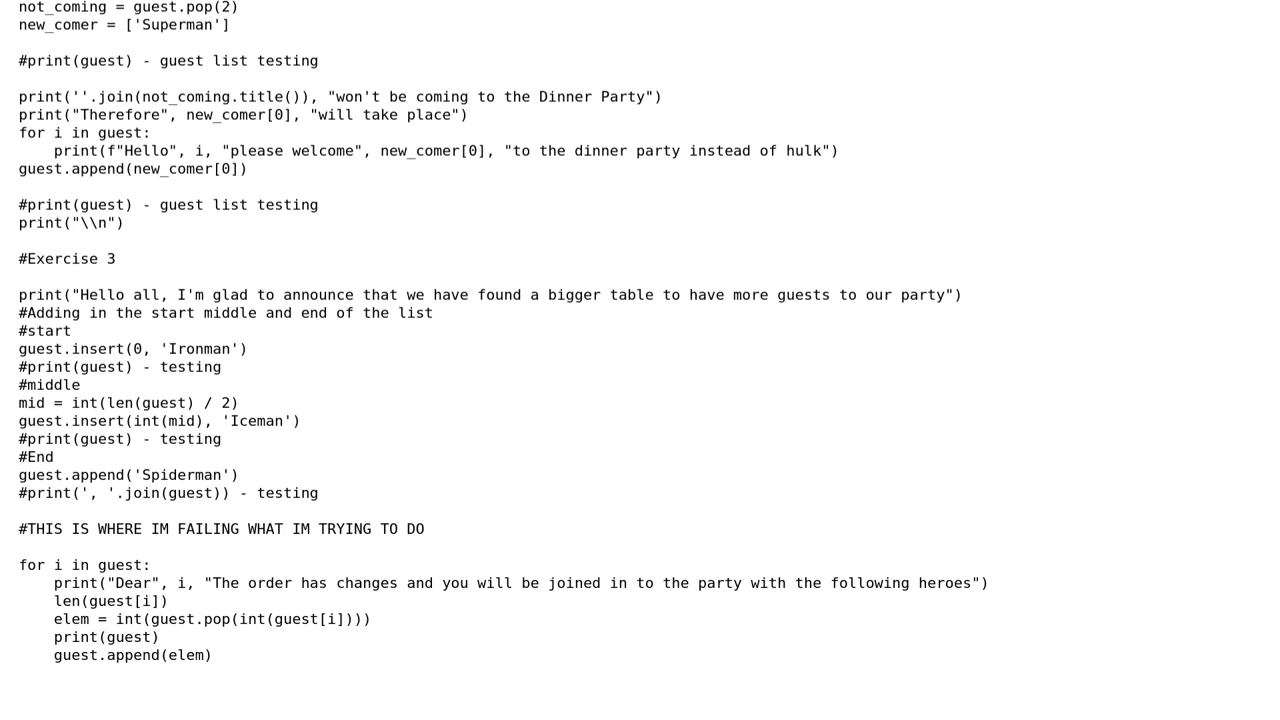 not_coming = guest.pop(2)
new_comer = ['Superman']
#print(guest) - guest list testing
print(''.join(not_coming.title()), "won't be coming to the Dinner Party")
print("Therefore", new_comer[0], "will take place")
for i in guest:
    print(f"Hello", i, "please welcome", new_comer[0], "to the dinner party instead of hulk")
guest.append(new_comer[0])
#print(guest) - guest list testing
print("\\n")
#Exercise 3
print("Hello all, I'm glad to announce that we have found a bigger table to have more guests to our party")
#Adding in the start middle and end of the list
#start
guest.insert(0, 'Ironman')
#print(guest) - testing
#middle
mid = int(len(guest) / 2)
guest.insert(int(mid), 'Iceman')
#print(guest) - testing
#End
guest.append('Spiderman')
#print(', '.join(guest)) - testing
#THIS IS WHERE IM FAILING WHAT IM TRYING TO DO
for i in guest:
    print("Dear", i, "The order has changes and you will be joined in to the party with the following heroes")
    len(guest[i])
    elem = int(guest.pop(int(guest[i])))
    print(guest)
    guest.append(elem)